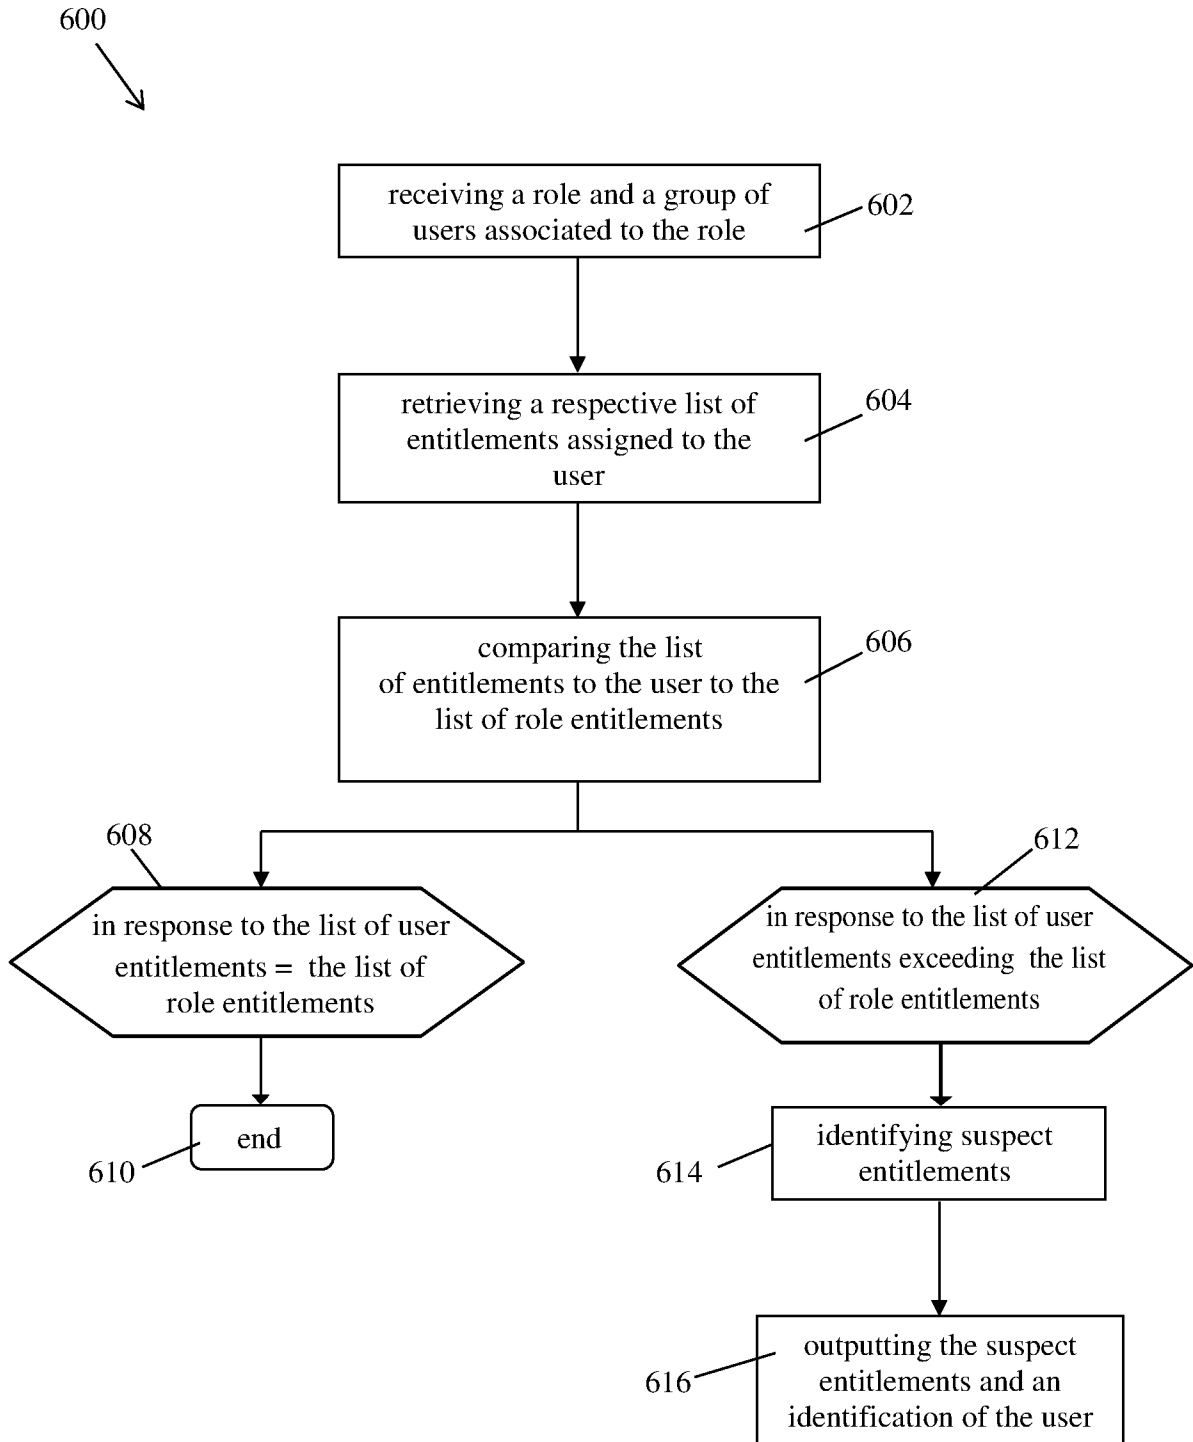 600
receiving a role and a group of
users associated to the role
602
retrieving a respective list of
entitlements assigned to the
user
604
comparing the list
of entitlements to the user to the
list of role entitlements
606
608
in response to the list of user
entitlements = the list of
role entitlements
612
in response to the list of user
entitlements exceeding the list
of role entitlements
end
610
identifying suspect
entitlements
614
outputting the suspect
entitlements and an
identification of the user
616